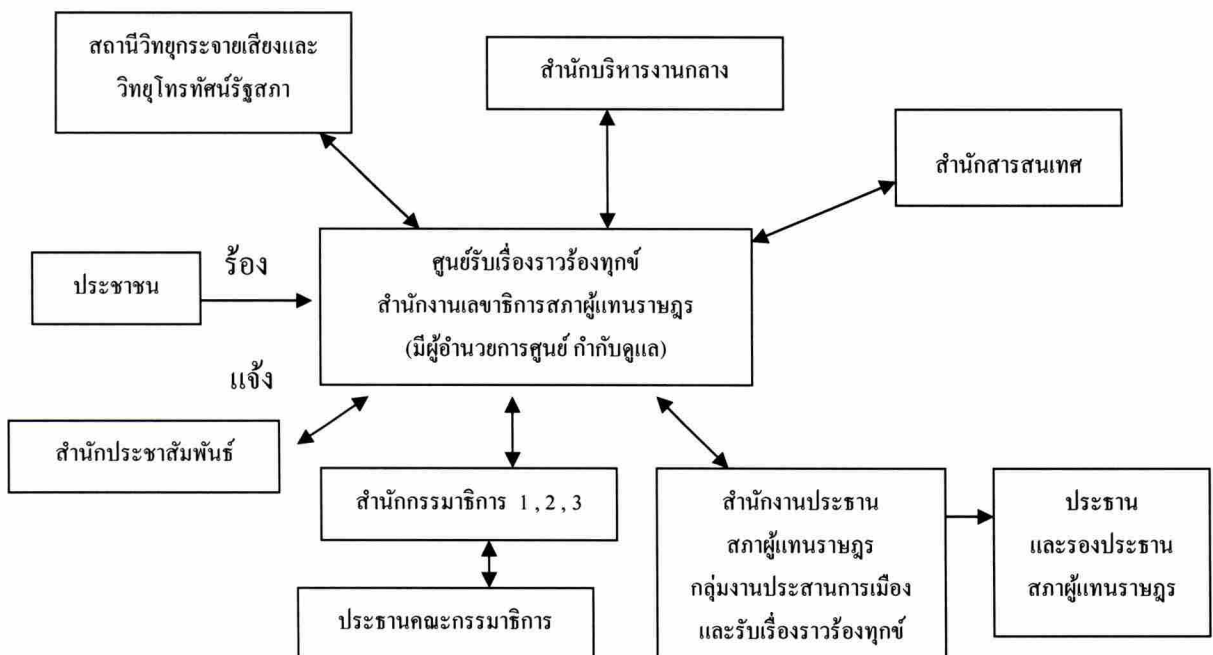 สถานีวิทยุกระจายเสียงและ
วิทยุโทรทัศน์รัฐสภา
สำนักบริหารงานกลาง
สำนักสารสนเทศ
ประชาชน
ร้อง
ศูนย์รับเรื่องราวร้องทุกข์
สำนักงานเลขาธิการสภาผู้แทนราษฎร
(มีผู้อำนวยการศูนย์ กำกับดูแล)
แจ้ง
สำนักประชาสัมพันธ์
สำนักกรรมาธิการ 1 , 2 , 3
ประธานคณะกรรมาธิการ
สำนักงานประธาน
สภาผู้แทนราษฎร
กลุ่มงานประสานการเมือง
และรับเรื่องราวร้องทุกข์
ประธาน
และรองประธาน
สภาผู้แทนราษฎร